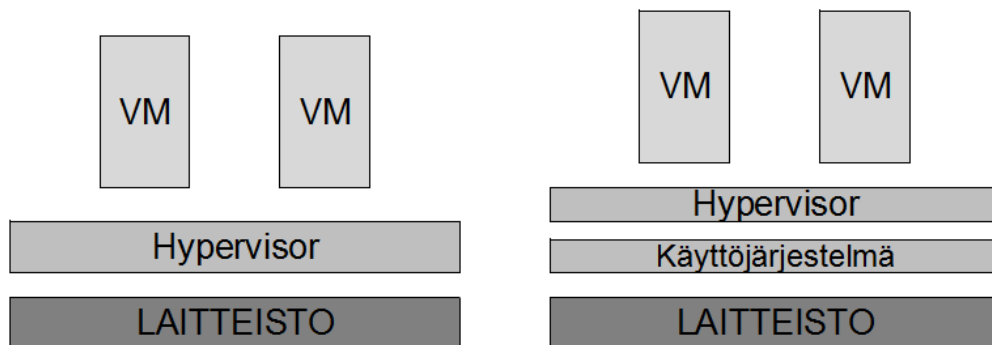 VM VM
Hypervisor
LAITTEISTO
VM VM
Hypervisor
Käyttöjärjestelmä
LAITTEISTO